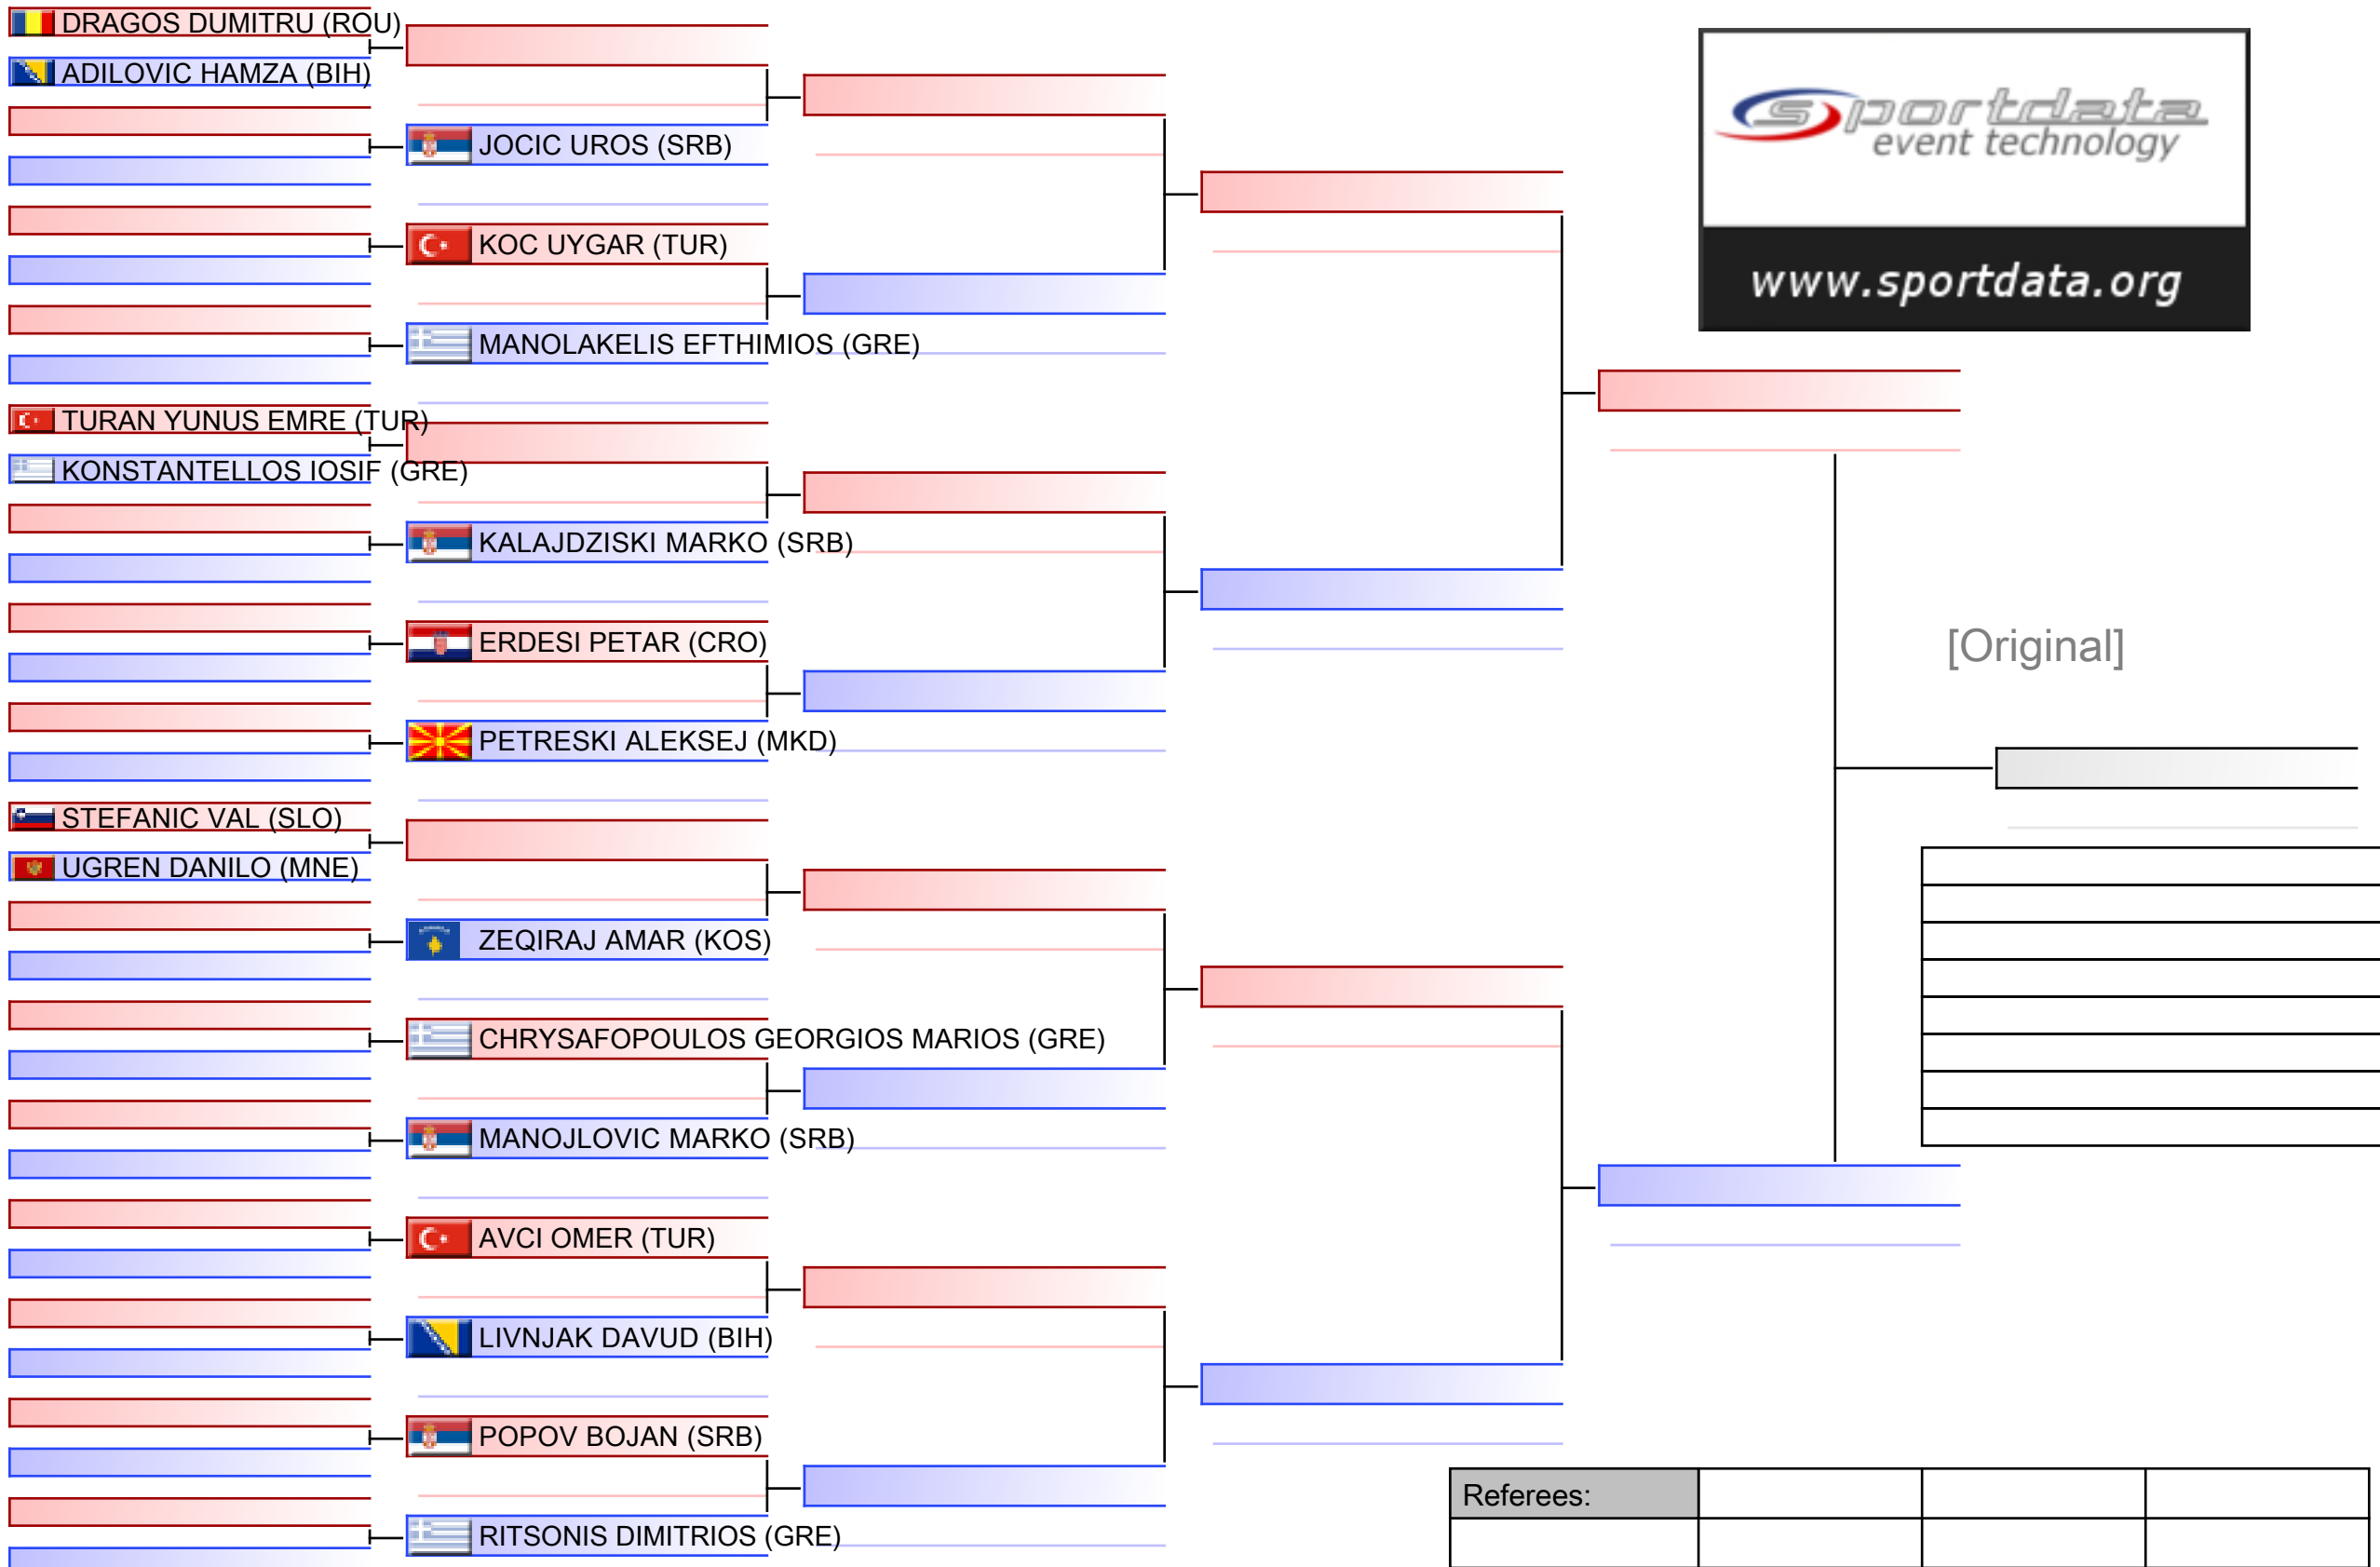 DRAGOS DUMITRU (ROU)
ADILOVIC HAMZA (BIH)
JOCIC UROS (SRB)
KOC UYGAR (TUR)
MANOLAKELIS EFTHIMIOS (GRE)
TURAN YUNUS EMRE (TUR)
KONSTANTELLOS IOSIF (GRE)
KALAJDZISKI MARKO (SRB)
ERDESI PETAR (CRO)
PETRESKI ALEKSEJ (MKD)
STEFANIC VAL (SLO)
UGREN DANILO (MNE)
ZEQIRAJ AMAR (KOS)
CHRYSAFOPOULOS GEORGIOS MARIOS (GRE)
MANOJLOVIC MARKO (SRB)
AVCI OMER (TUR)
LIVNJAK DAVUD (BIH)
POPOV BOJAN (SRB)
RITSONIS DIMITRIOS (GRE)
sportdata
event technology
www.sportdata.org
[Original]
Referees: